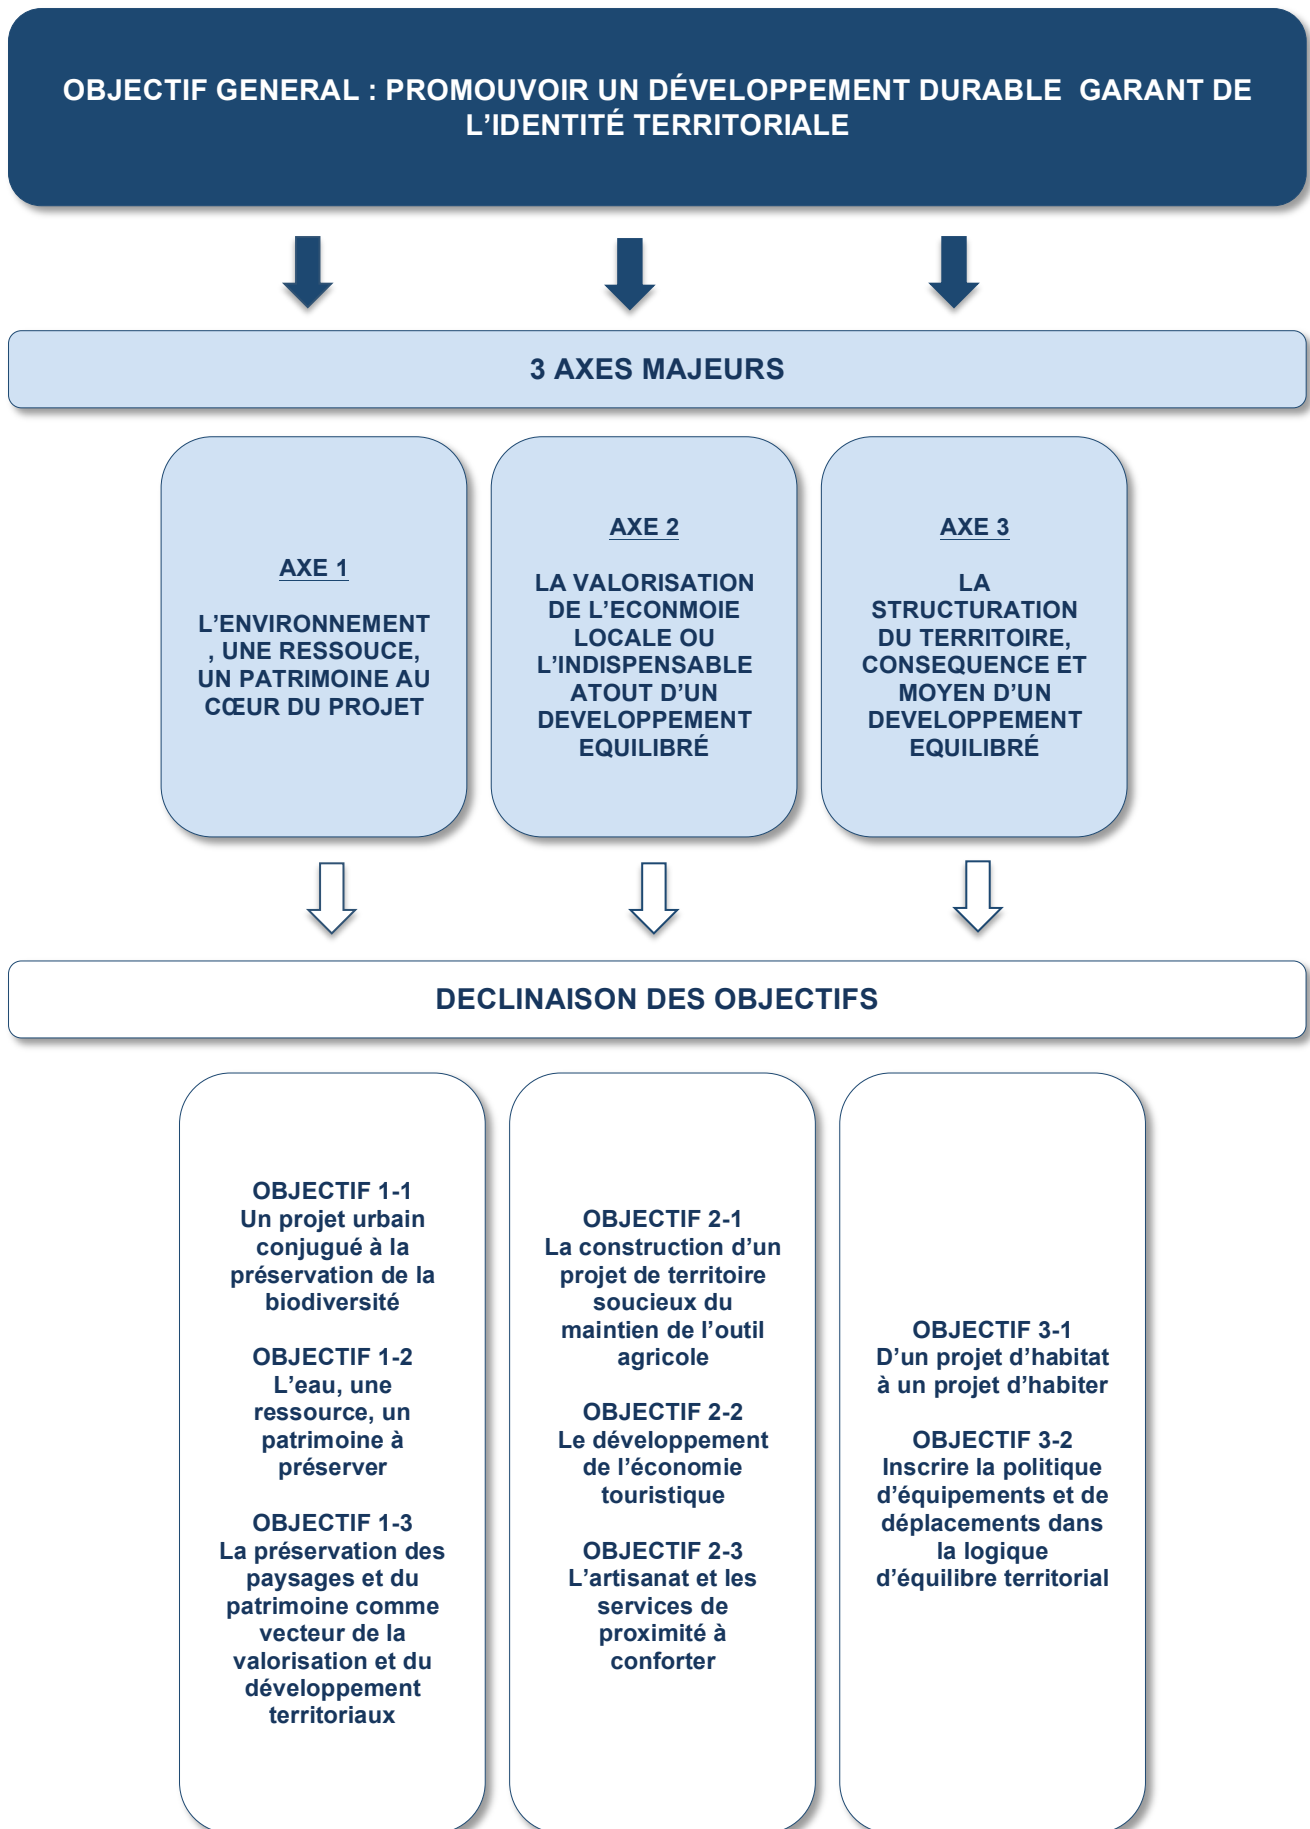 OBJECTIF GENERAL : PROMOUVOIR UN DÉVELOPPEMENT DURABLE  GARANT DE
L’IDENTITÉ TERRITORIALE
3 AXES MAJEURS
AXE 1
L’ENVIRONNEMENT
, UNE RESSOUCE,
UN PATRIMOINE AU
CŒUR DU PROJET
AXE 2
LA VALORISATION
DE L’ECONMOIE
LOCALE OU
L’INDISPENSABLE
ATOUT D’UN
DEVELOPPEMENT
EQUILIBRÉ
AXE 3
LA
STRUCTURATION
DU TERRITOIRE,
CONSEQUENCE ET
MOYEN D’UN
DEVELOPPEMENT
EQUILIBRÉ
DECLINAISON DES OBJECTIFS
OBJECTIF 1-1
Un projet urbain
conjugué à la
préservation de la
biodiversité
OBJECTIF 1-2
L’eau, une
ressource, un
patrimoine à
préserver
OBJECTIF 1-3
La préservation des
paysages et du
patrimoine comme
vecteur de la
valorisation et du
développement
territoriaux
OBJECTIF 2-1
La construction d’un
projet de territoire
soucieux du
maintien de l’outil
agricole
OBJECTIF 2-2
Le développement
de l’économie
touristique
OBJECTIF 2-3
L’artisanat et les
services de
proximité à
conforter
OBJECTIF 3-1
D’un projet d’habitat
à un projet d’habiter
OBJECTIF 3-2
Inscrire la politique
d’équipements et de
déplacements dans
la logique
d’équilibre territorial